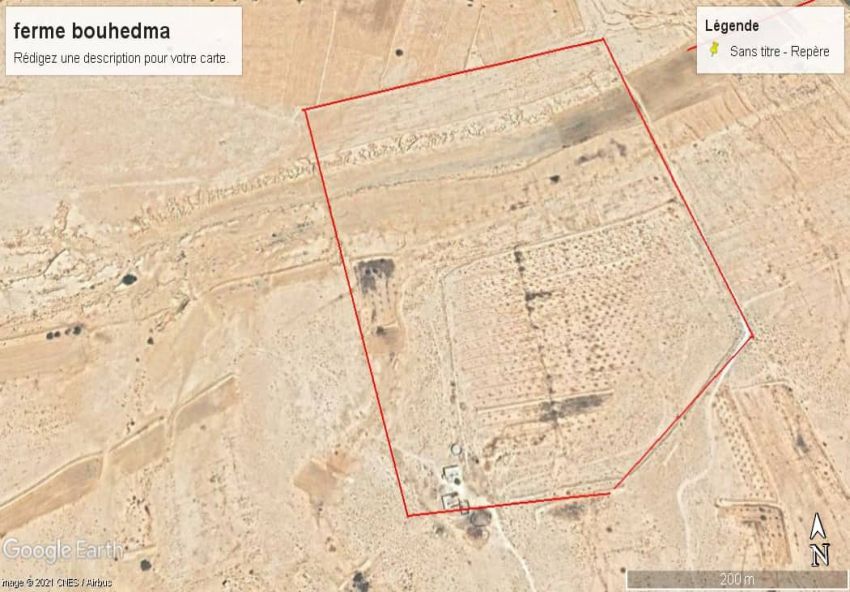 ferme bouhedma
Rédigez une description pour votre carte.
Légende
Sans titre - Repère
N
Google Earth
200 m
Image © 2021 CNES / Airbus